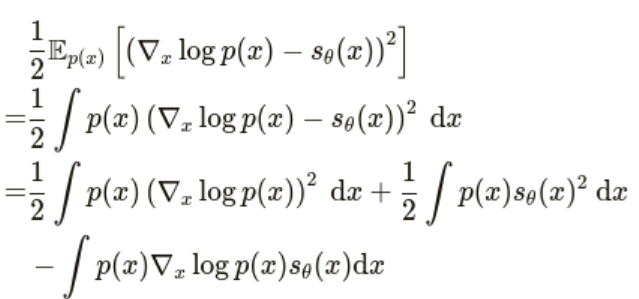 \frac{1}{2}\mathbb{E}_{p(x)}\left[\left(\nabla_x \log p(x) - s_\theta(x)\right)^2\right]
=\frac{1}{2}\int p(x)\left(\nabla_x \log p(x) - s_\theta(x)\right)^2 \, \mathrm{d}x
=\frac{1}{2}\int p(x)\left(\nabla_x \log p(x)\right)^2 \, \mathrm{d}x + \frac{1}{2}\int p(x)s_\theta(x)^2 \, \mathrm{d}x
-\int p(x)\nabla_x \log p(x)s_\theta(x)\mathrm{d}x